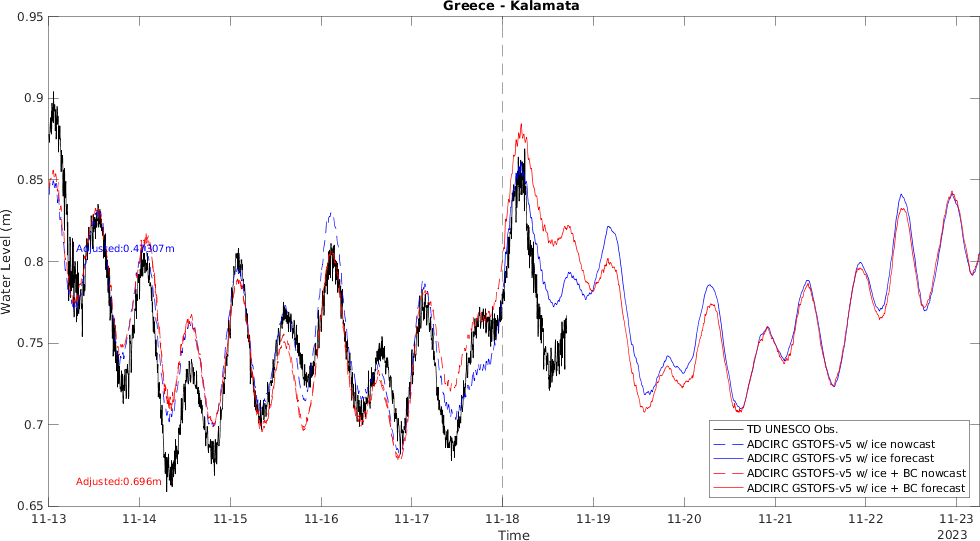 Greece - Kalamata
0.95
0.9
0.85
0.8
0.75
0.7
0.65
Water Level (m)
Adjusted:0.47307m
Adjusted:0.696m
TD UNESCO Obs.
ADCIRC GSTOFS-v5 w/ ice nowcast
ADCIRC GSTOFS-v5 w/ ice forecast
ADCIRC GSTOFS-v5 w/ ice + BC nowcast
ADCIRC GSTOFS-v5 w/ ice + BC forecast
11-13 11-14 11-15 11-16 11-17 11-18 11-19 11-20 11-21 11-22 11-23
Time
2023